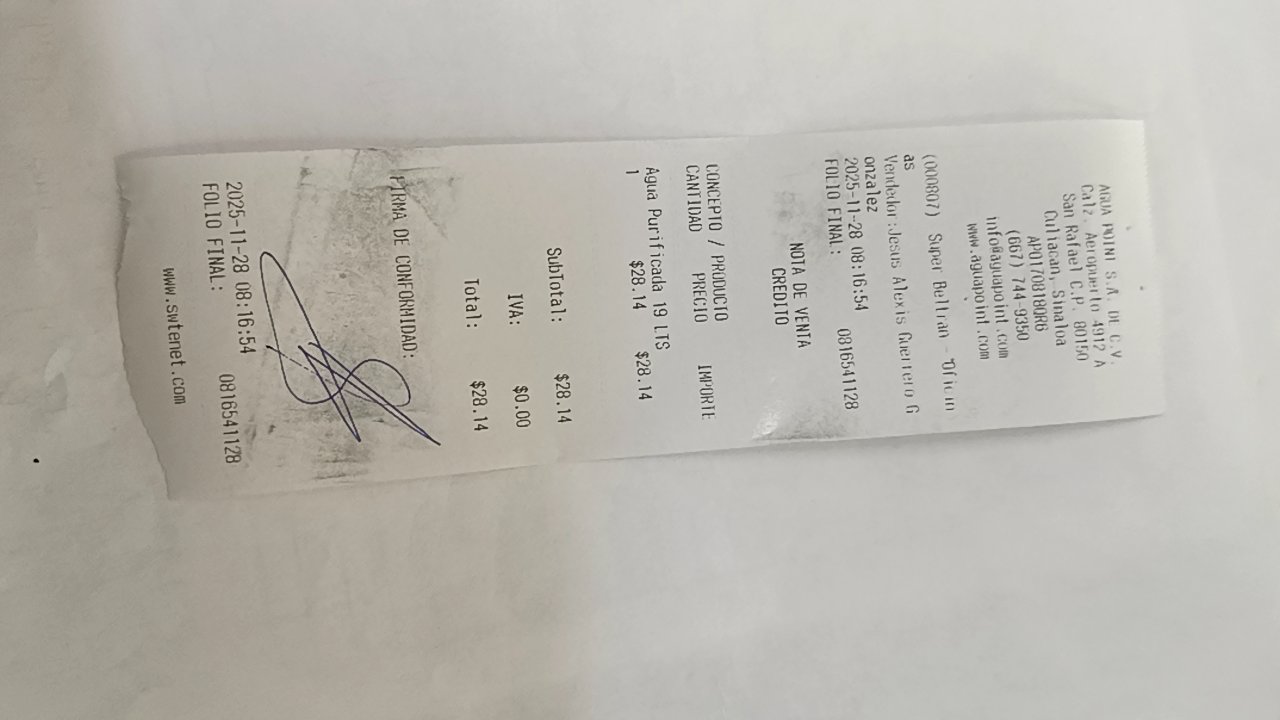 AGUA POINT S.A. DE C.V.
Calz. Aeropuerto 4912 A
San Rafael C.P. 80150
Culiacan, Sinaloa
APO170818QR6
(667) 744-9350
info@aguapoint.com
www.aguapoint.com
(000807) Super Beltran - "Oficin
as
Vendedor:Jesus Alexis Guerrero G
onzalez
2025-11-28 08:16:54 0816541128
FOLIO FINAL:
NOTA DE VENTA
CREDITO
CONCEPTO / PRODUCTO
CANTIDAD PRECIO IMPORTE
Agua Purificada 19 LTS
1 $28.14 $28.14
SubTotal: $28.14
IVA: $0.00
Total: $28.14
FIRMA DE CONFORMIDAD:
2025-11-28 08:16:54 0816541128
FOLIO FINAL:
www.swtenet.com